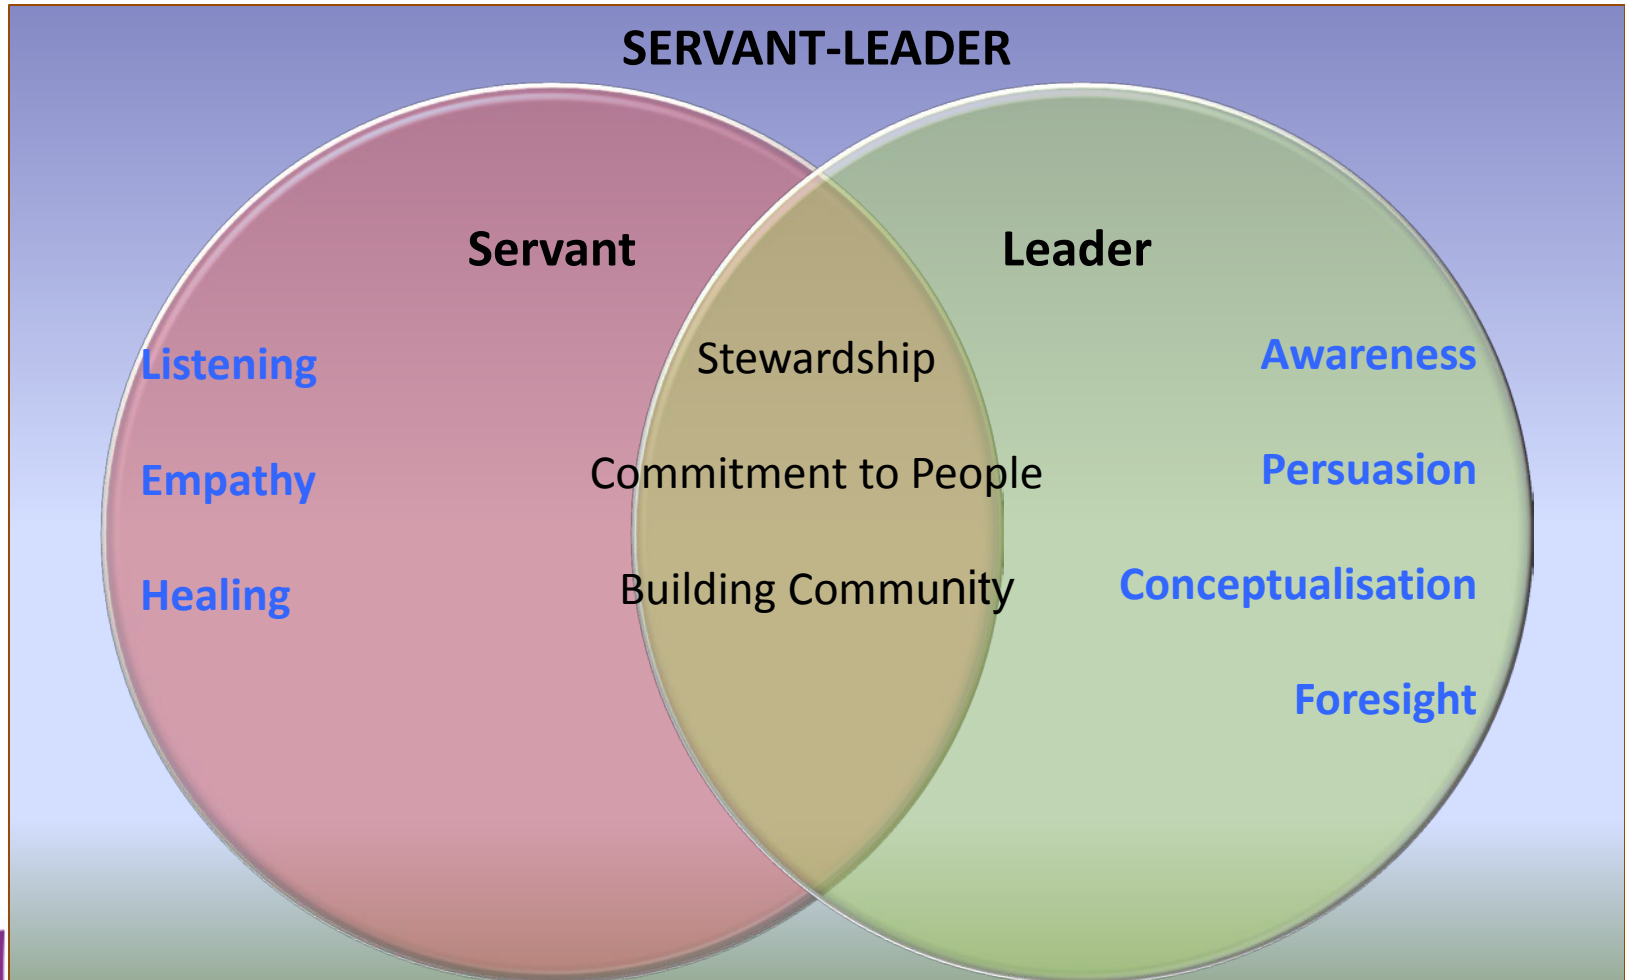 SERVANT-LEADER
Servant
Listening
Empathy
Healing
Stewardship
Commitment to People
Building Community
Leader
Awareness
Persuasion
Conceptualisation
Foresight